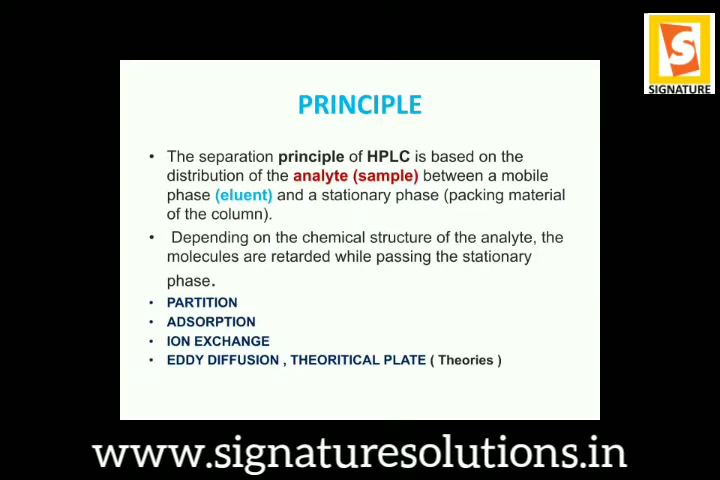 SIGNATURE
PRINCIPLE
• The separation principle of HPLC is based on the
distribution of the analyte (sample) between a mobile
phase (eluent) and a stationary phase (packing material
of the column).
• Depending on the chemical structure of the analyte, the
molecules are retarded while passing the stationary
phase.
• PARTITION
• ADSORPTION
• ION EXCHANGE
• EDDY DIFFUSION , THEORITICAL PLATE ( Theories )
www.signaturesolutions.in